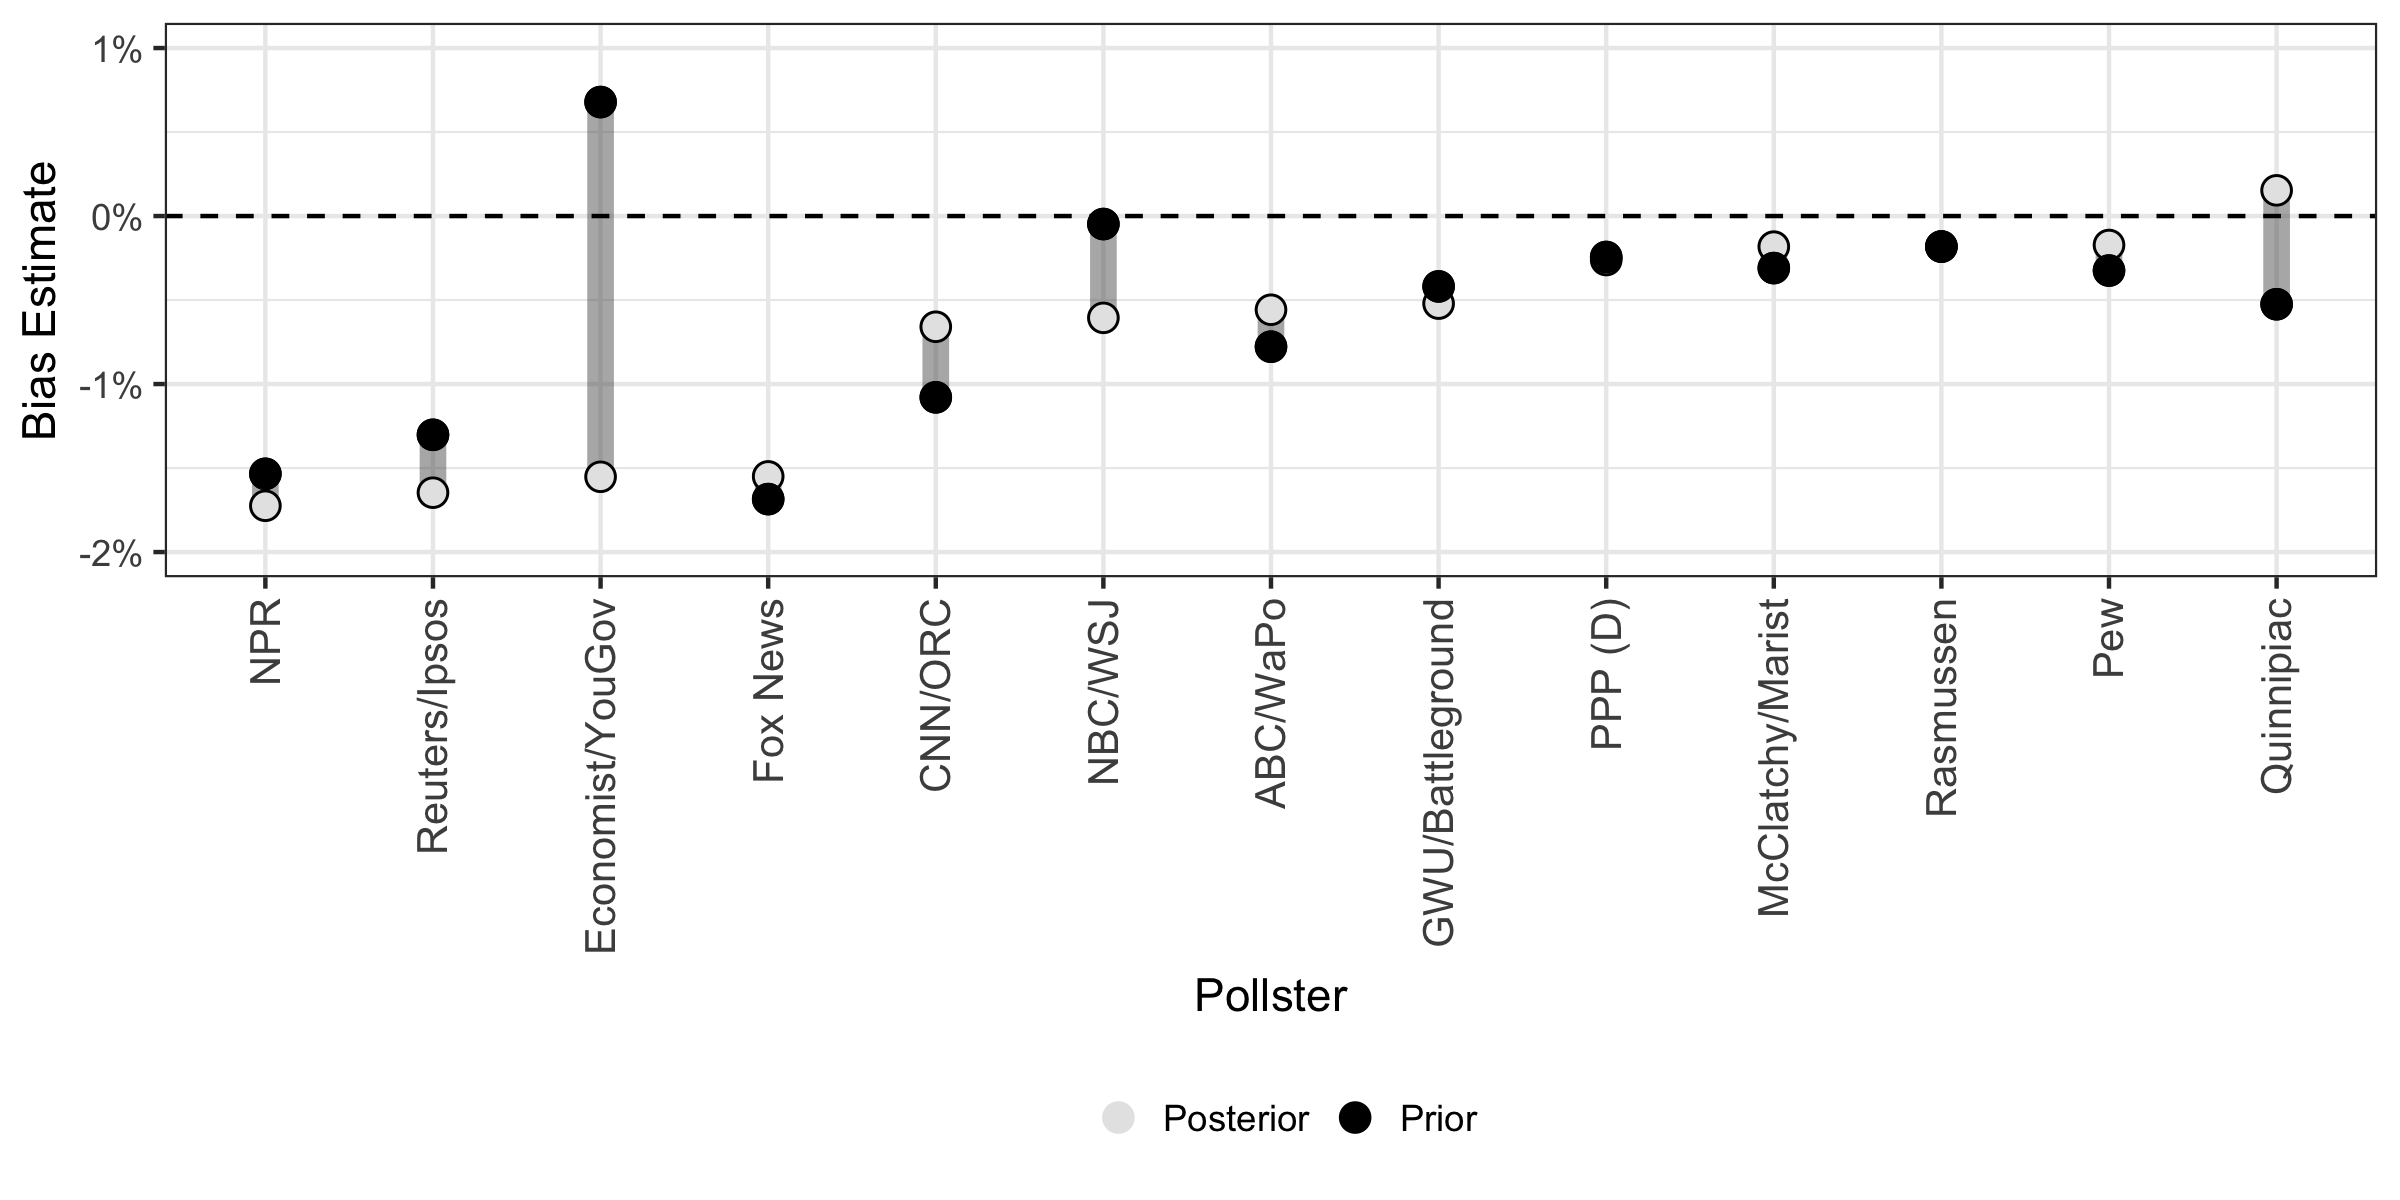 1%
0%
-1%
-2%
Bias Estimate
NPR
Reuters/Ipsos
Economist/YouGov
Fox News
CNN/ORC
NBC/WSJ
ABC/WaPo
GWU/Battleground
PPP (D)
McClatchy/Marist
Rasmussen
Pew
Quinnipiac
Pollster
Posterior Prior